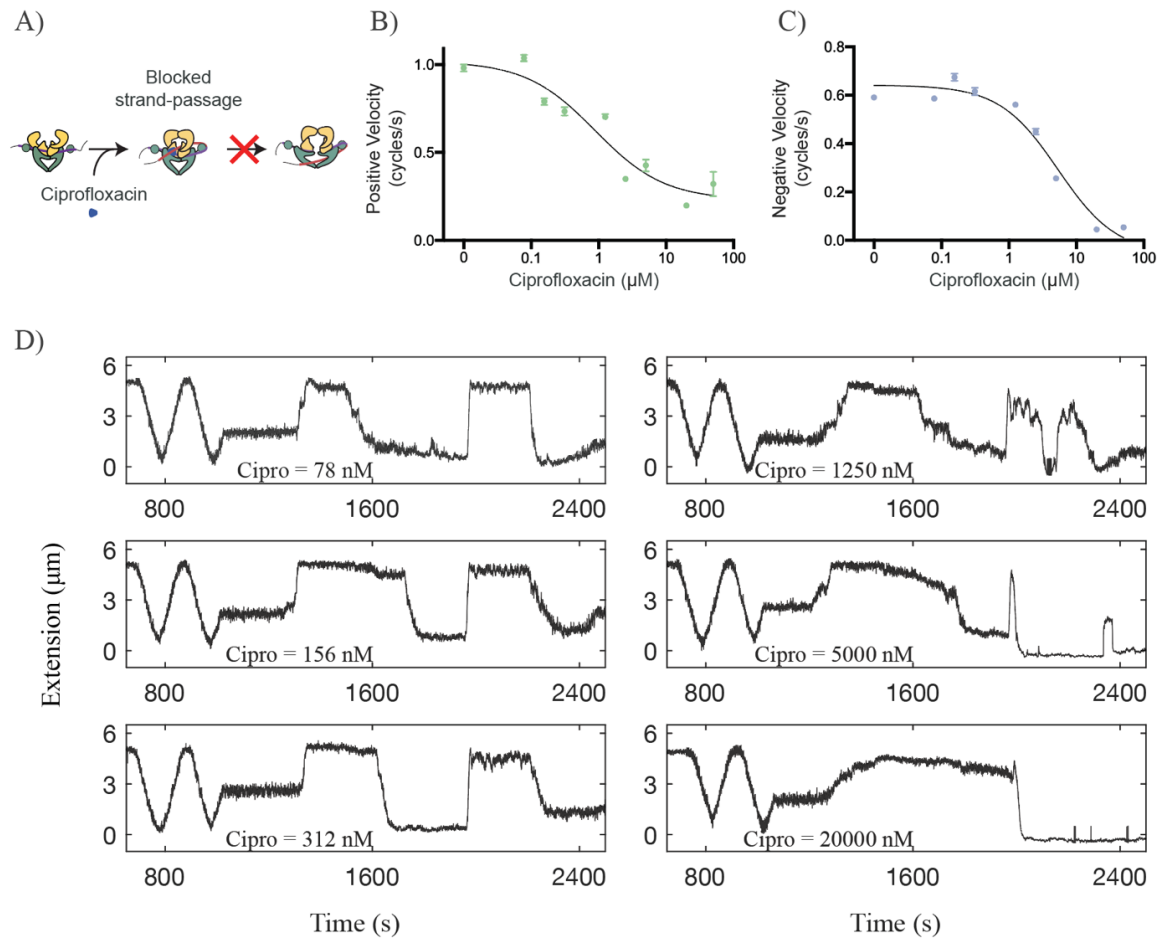 A)
Blocked
strand-passage
Ciprofloxacin
B)
Positive Velocity
(cycles/s)
1.0
0.5
0.0
0 0.1 1 10 100
Ciprofloxacin (µM)
C)
Negative Velocity
(cycles/s)
0.8
0.6
0.4
0.2
0.0
0 0.1 1 10 100
Ciprofloxacin (µM)
D)
Extension (µm)
6
3
0
Cipro = 78 nM
800 1600 2400
6
3
0
Cipro = 1250 nM
800 1600 2400
6
3
0
Cipro = 156 nM
800 1600 2400
6
3
0
Cipro = 5000 nM
800 1600 2400
6
3
0
Cipro = 312 nM
800 1600 2400
6
3
0
Cipro = 20000 nM
800 1600 2400
Time (s)
Time (s)